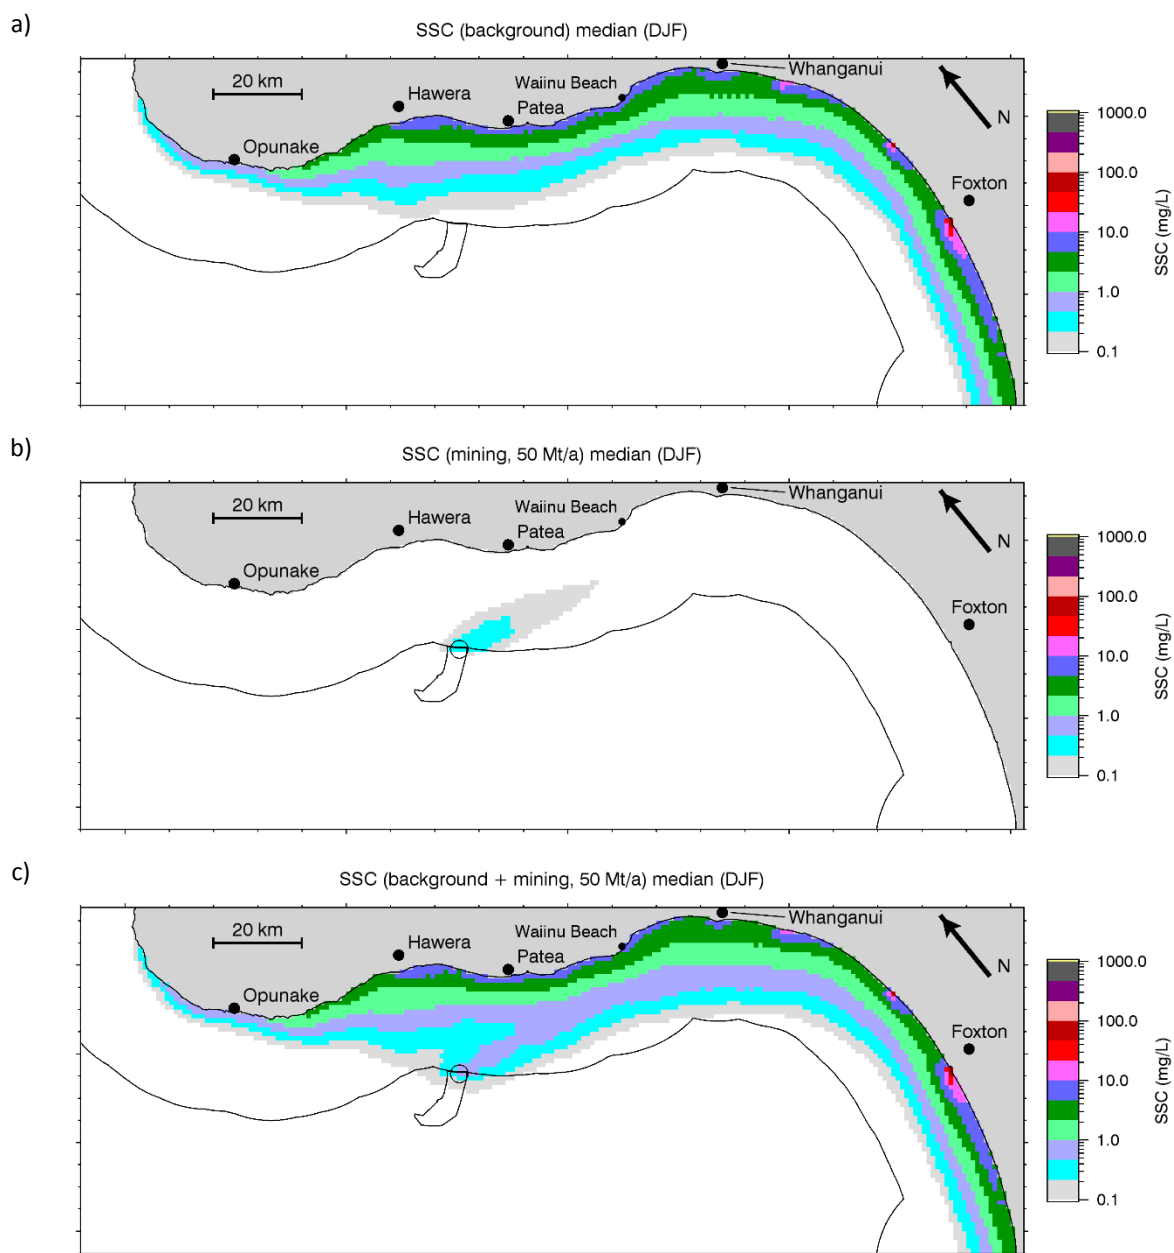 a)
SSC (background) median (DJF)
20 km
Hawera
Waiinu Beach
Patea
Whanganui
Opunake
N
Foxton
1000.0
100.0
10.0
1.0
0.1
SSC (mg/L)
b)
SSC (mining, 50 Mt/a) median (DJF)
20 km
Hawera
Waiinu Beach
Patea
Whanganui
Opunake
N
Foxton
1000.0
100.0
10.0
1.0
0.1
SSC (mg/L)
c)
SSC (background + mining, 50 Mt/a) median (DJF)
20 km
Hawera
Waiinu Beach
Patea
Whanganui
Opunake
N
Foxton
1000.0
100.0
10.0
1.0
0.1
SSC (mg/L)